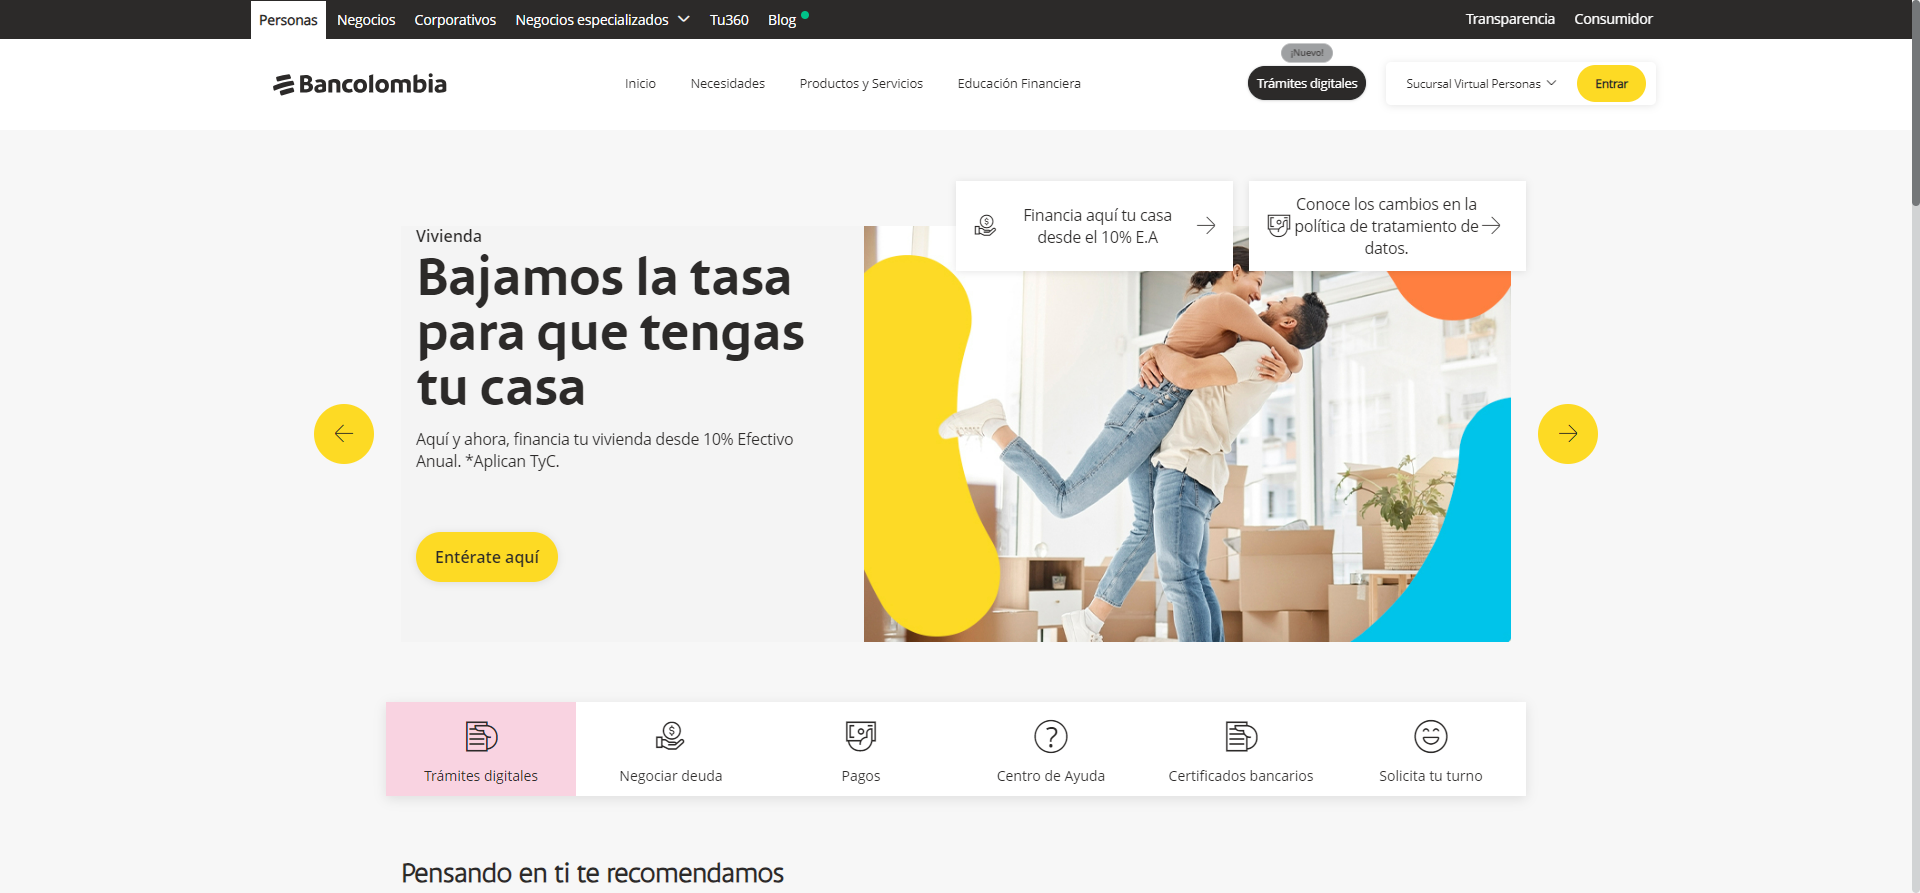 Personas
Negocios
Corporativos
Negocios especializados
Tu360
Blog
Transparencia
Consumidor
Bancolombia
Inicio
Necesidades
Productos y Servicios
Educación Financiera
¡Nuevo!
Trámites digitales
Sucursal Virtual Personas
Entrar
Financia aquí tu casa
desde el 10% E.A
Conoce los cambios en la
política de tratamiento de
datos.
Vivienda
Bajamos la tasa
para que tengas
tu casa
Aquí y ahora, financia tu vivienda desde 10% Efectivo
Anual. *Aplican TyC.
Entérate aquí
Trámites digitales
Negociar deuda
Pagos
Centro de Ayuda
Certificados bancarios
Solicita tu turno
Pensando en ti te recomendamos